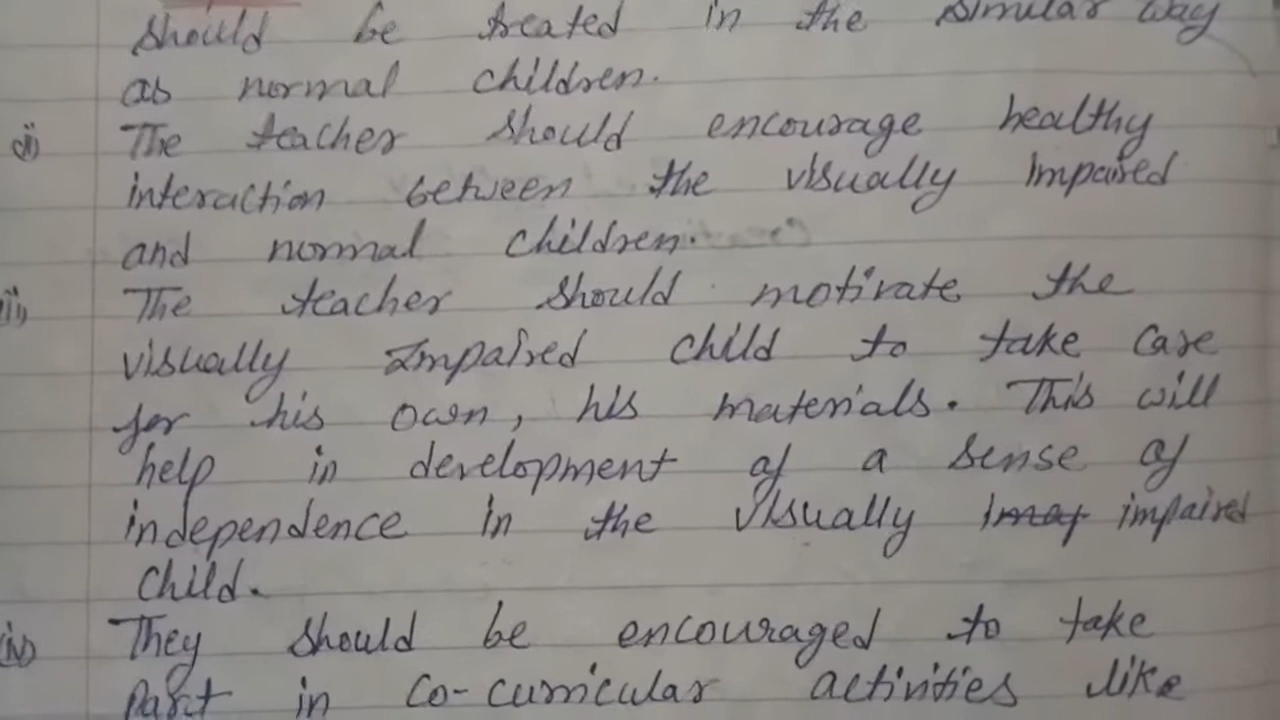 should be treated in the similar way
as normal children.
ii) The teacher should encourage healthy
interaction between the visually impaired
and normal children.
iii) The teacher should motivate the
visually Impaired child to take care
for his own, his materials. This will
help in development of a sense of
independence in the visually imap impaired
child.
iv) They should be encouraged to take
part in co-curricular activities like